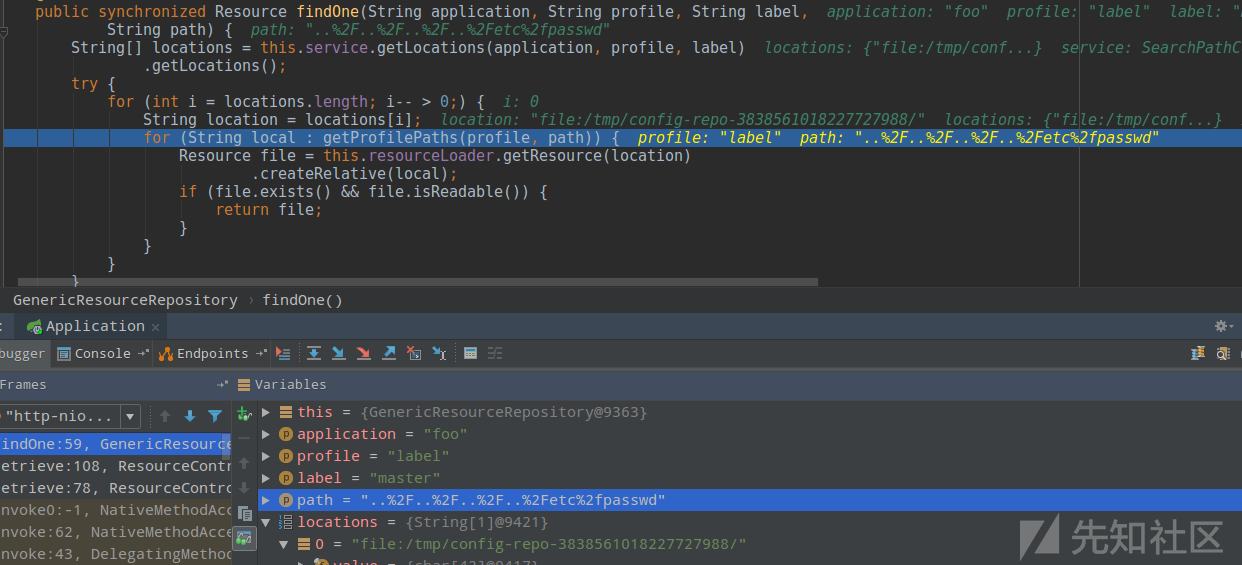 public synchronized Resource findOne(String application, String profile, String label, application: "foo" profile: "label" label: "
String path) { path: "..%2F..%2F..%2F..%2Fetc%2fpasswd"
String[] locations = this.service.getLocations(application, profile, label) locations: {"file:/tmp/conf...} service: SearchPathC
.getLocations();
try {
for (int i = locations.length; i-- > 0;) { i: 0
String location = locations[i]; location: "file:/tmp/config-repo-3838561018227727988/" locations: {"file:/tmp/conf...}
for (String local : getProfilePaths(profile, path)) { profile: "label" path: "..%2F..%2F..%2F..%2Fetc%2fpasswd"
Resource file = this.resourceLoader.getResource(location)
.createRelative(local);
if (file.exists() && file.isReadable()) {
return file;
}
}
}
}
GenericResourceRepository › findOne()
: Application ×
bugger Console Endpoints
Frames Variables
"http-nio... this = {GenericResourceRepository@9363}
application = "foo"
indOne:59, GenericResource
profile = "label"
etrieve:108, ResourceContr
label = "master"
etrieve:78, ResourceContro
path = "..%2F..%2F..%2F..%2Fetc%2fpasswd"
nvoke0:-1, NativeMethodAcc
locations = {String[1]@9421}
nvoke:62, NativeMethodAcce
0 = "file:/tmp/config-repo-3838561018227727988/"
nvoke:43, DelegatingMethod
value = {char[42]@9417}
先知社区